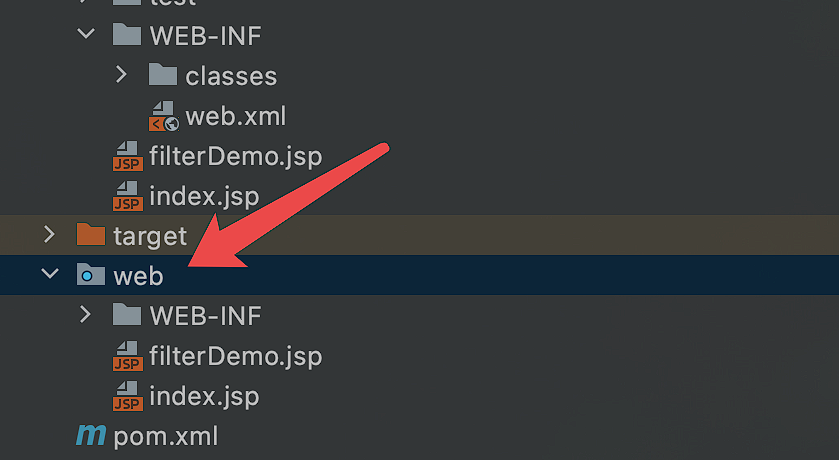 test
WEB-INF
classes
web.xml
JSP filterDemo.jsp
JSP index.jsp
target
web
WEB-INF
JSP filterDemo.jsp
JSP index.jsp
m pom.xml